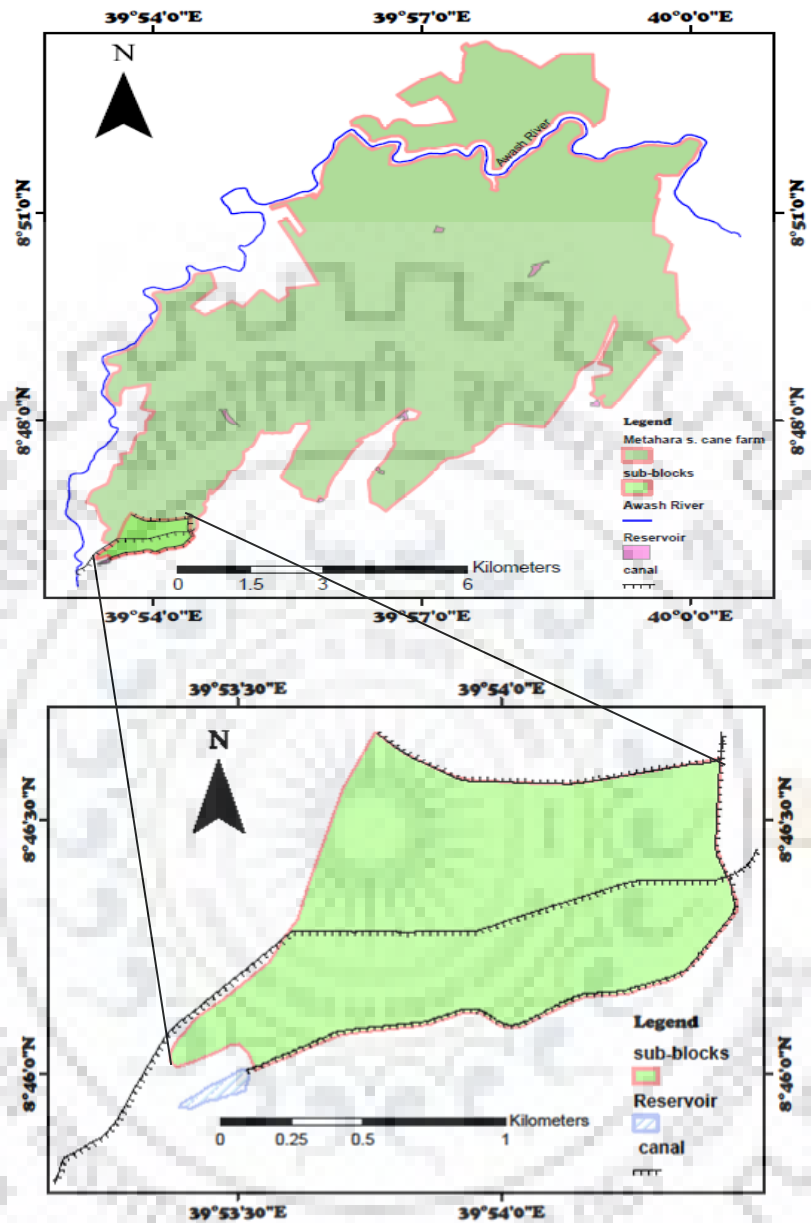 39°54'0"E 39°57'0"E 40°0'0"E
N
Awash River
8°51'0"N 8°51'0"N
8°48'0"N 8°48'0"N
Legend
Metahara s. cane farm
sub-blocks
Awash River
Reservoir
canal
Kilometers
0 1.5 3 6
39°54'0"E 39°57'0"E 40°0'0"E
39°53'30"E 39°54'0"E
N
8°46'30"N 8°46'30"N
8°46'0"N 8°46'0"N
Legend
sub-blocks
Reservoir
canal
Kilometers
0 0.25 0.5 1
39°53'30"E 39°54'0"E